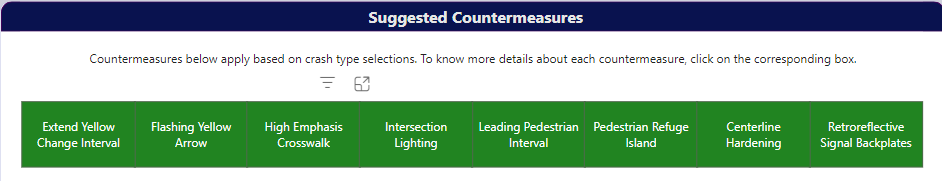 Suggested Countermeasures
Countermeasures below apply based on crash type selections. To know more details about each countermeasure, click on the corresponding box.
Extend Yellow
Change Interval
Flashing Yellow
Arrow
High Emphasis
Crosswalk
Intersection
Lighting
Leading Pedestrian
Interval
Pedestrian Refuge
Island
Centerline
Hardening
Retroreflective
Signal Backplates